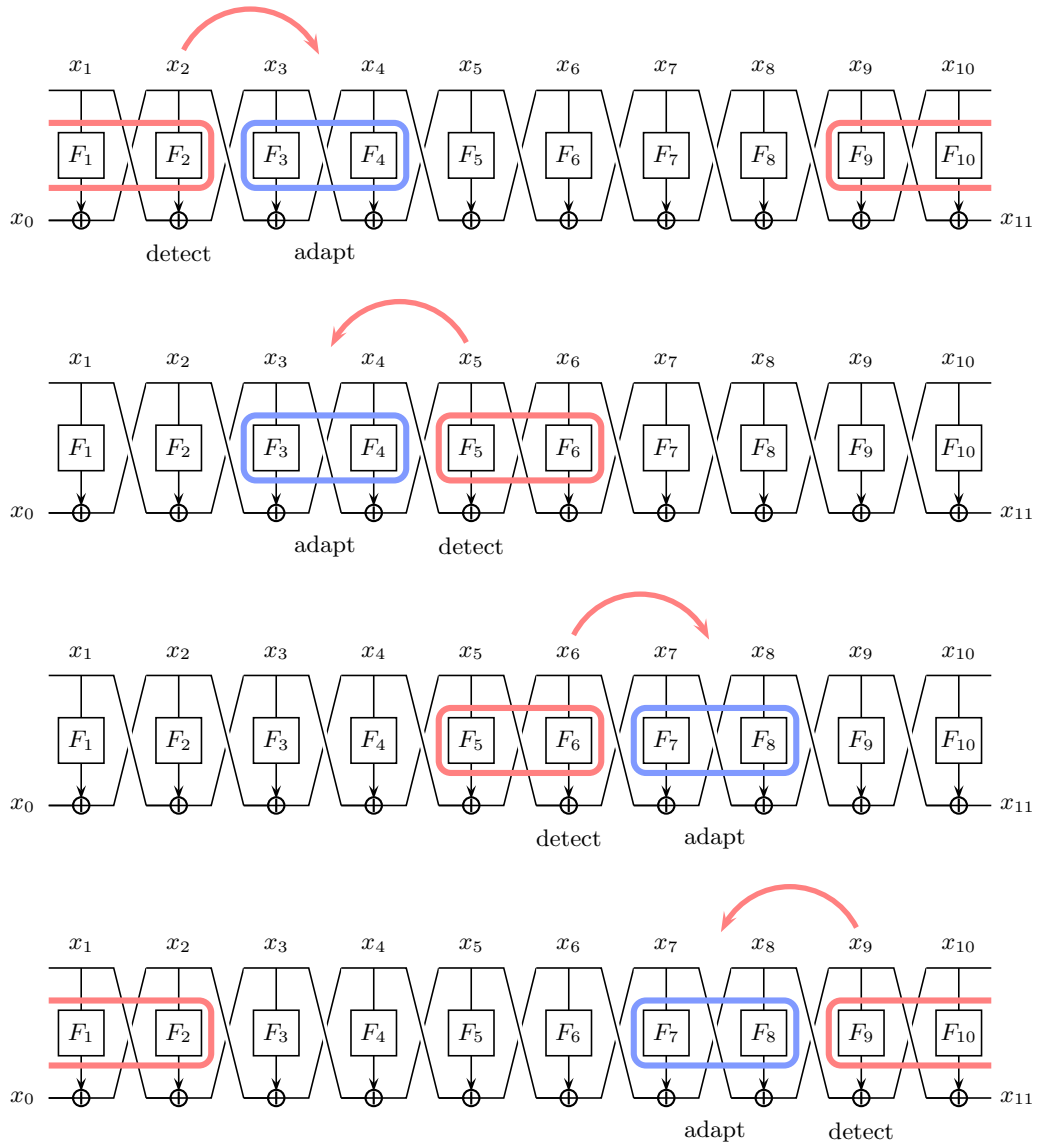 x₁ x₂ x₃ x₄ x₅ x₆ x₇ x₈ x₉ x₁₀
F₁ F₂ F₃ F₄ F₅ F₆ F₇ F₈ F₉ F₁₀
x₀ x₁₁
detect adapt
x₁ x₂ x₃ x₄ x₅ x₆ x₇ x₈ x₉ x₁₀
F₁ F₂ F₃ F₄ F₅ F₆ F₇ F₈ F₉ F₁₀
x₀ x₁₁
adapt detect
x₁ x₂ x₃ x₄ x₅ x₆ x₇ x₈ x₉ x₁₀
F₁ F₂ F₃ F₄ F₅ F₆ F₇ F₈ F₉ F₁₀
x₀ x₁₁
detect adapt
x₁ x₂ x₃ x₄ x₅ x₆ x₇ x₈ x₉ x₁₀
F₁ F₂ F₃ F₄ F₅ F₆ F₇ F₈ F₉ F₁₀
x₀ x₁₁
adapt detect